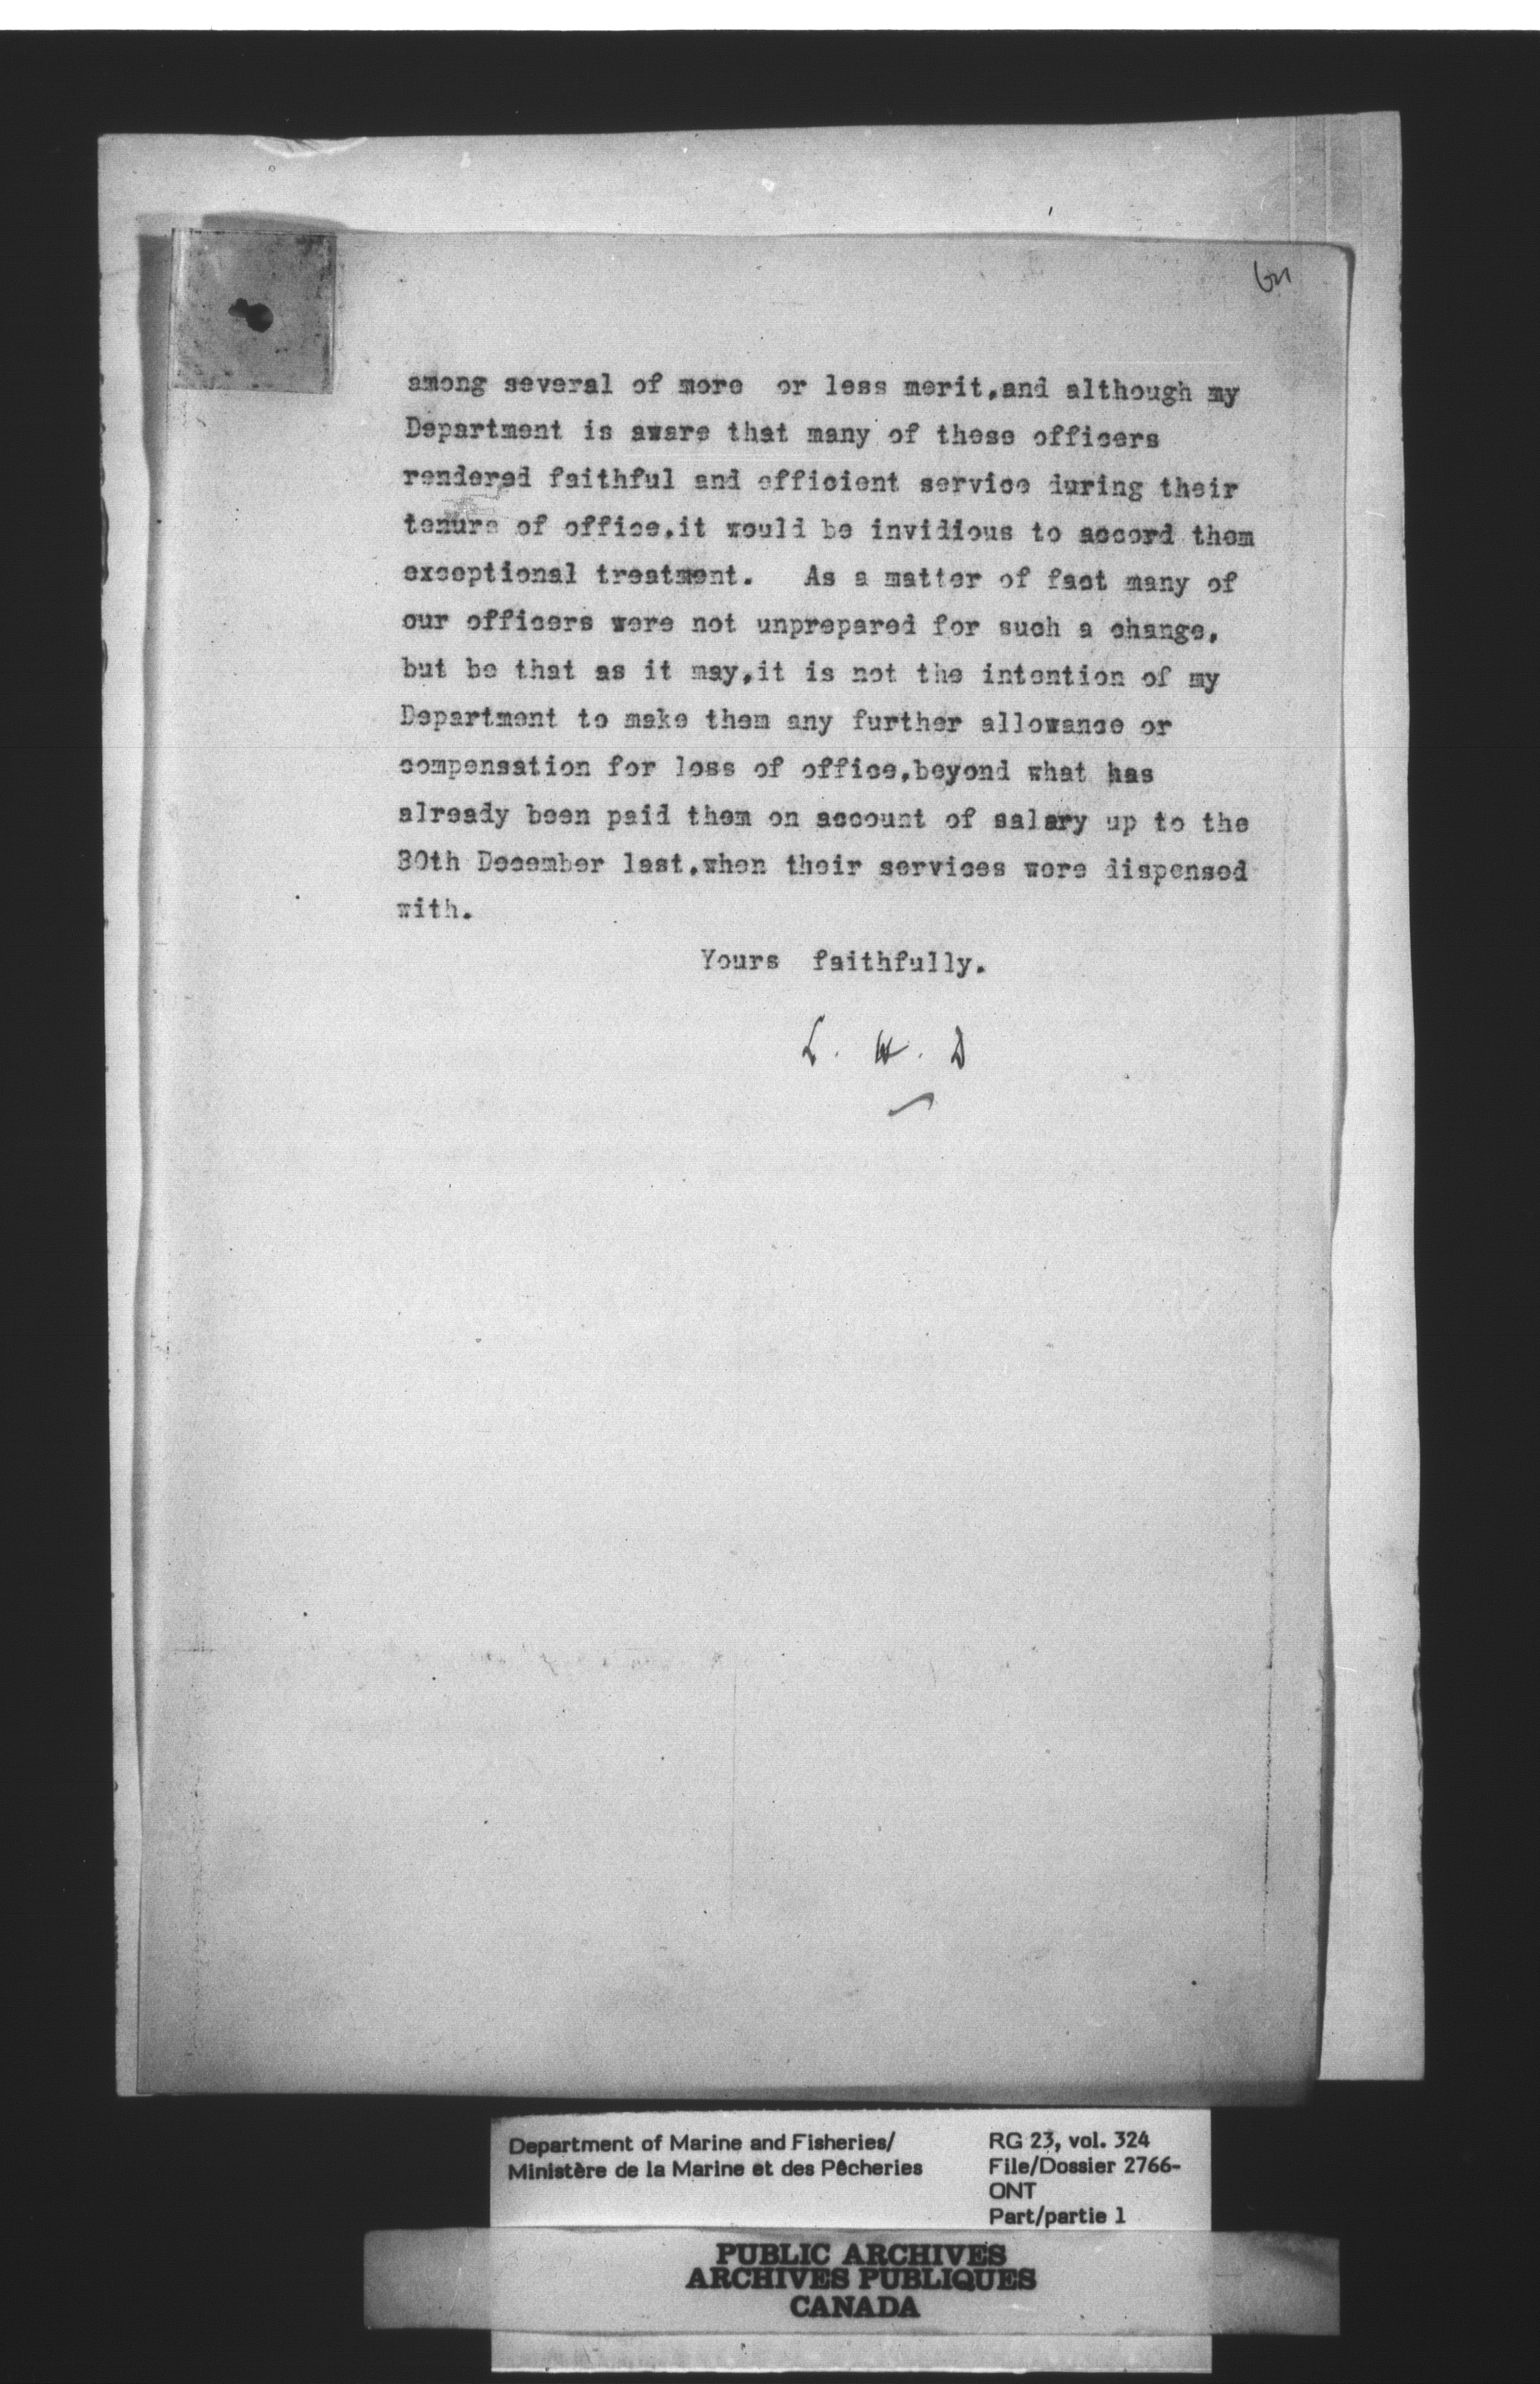 among several of more or less merit, and although my
Department is aware that many of these officers
rendered faithful and efficient service during their
tenure of office, it would be invidious to accord them
exceptional treatment. As a matter of fact many of
our officers were not unprepared for such a change,
but be that as it may, it is not the intention of my
Department to make them any further allowance or
compensation for loss of office, beyond what has
already been paid them on account of salary up to the
30th December last, when their services were dispensed
with.
Yours faithfully.
L. H. D
Department of Marine and Fisheries/
Ministère de la Marine et des Pêcheries
RG 23, vol. 324
File/Dossier 2766-
ONT
Part/partie 1
PUBLIC ARCHIVES
ARCHIVES PUBLIQUES
CANADA